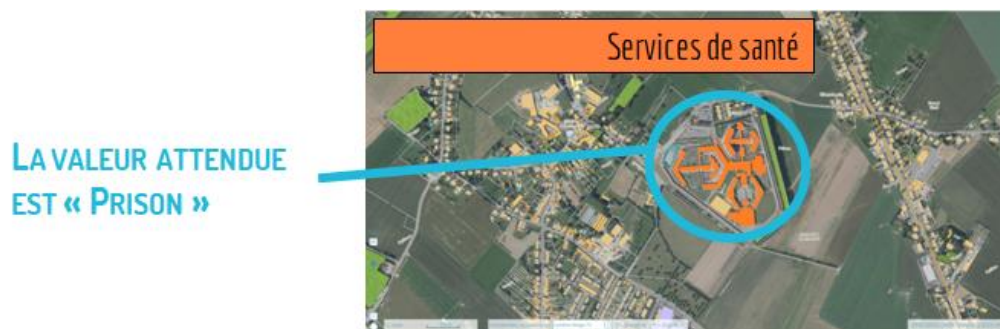 Services de santé
LA VALEUR ATTENDUE
EST « PRISON »